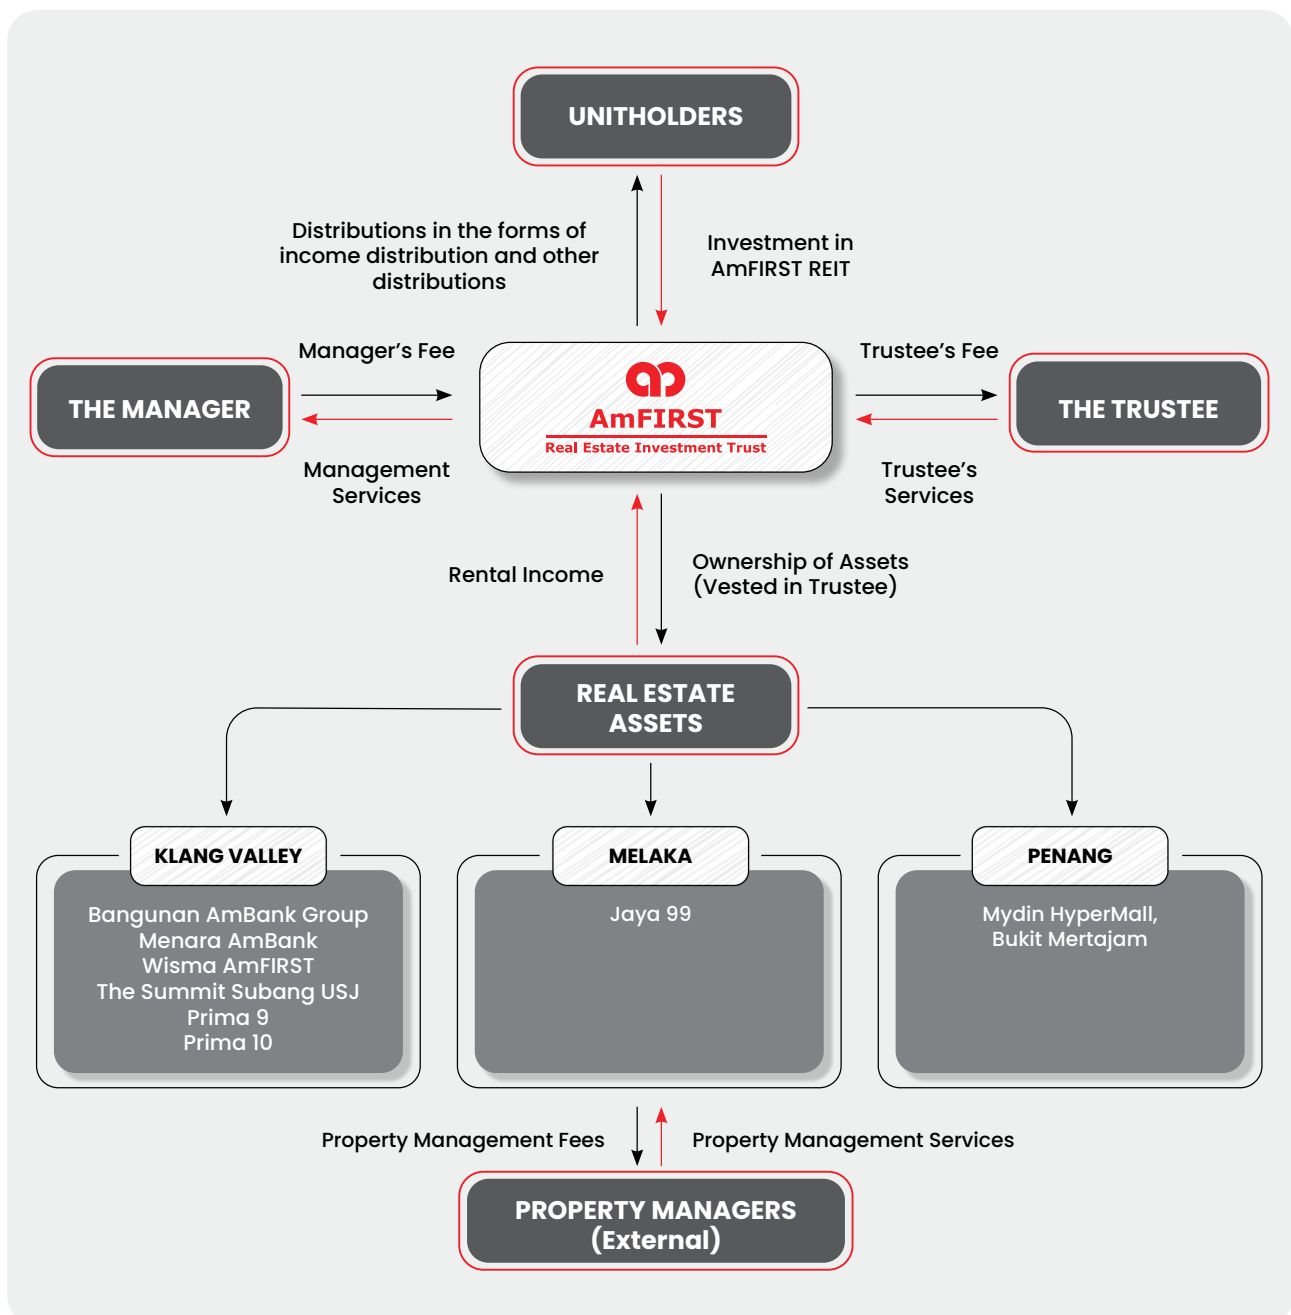 UNITHOLDERS
Distributions in the forms of
income distribution and other
distributions
Investment in
AmFIRST REIT
Manager's Fee
Trustee's Fee
THE MANAGER
AmFIRST
Real Estate Investment Trust
THE TRUSTEE
Management
Services
Trustee's
Services
Rental Income
Ownership of Assets
(Vested in Trustee)
REAL ESTATE
ASSETS
KLANG VALLEY
Bangunan AmBank Group
Menara AmBank
Wisma AmFIRST
The Summit Subang USJ
Prima 9
Prima 10
MELAKA
Jaya 99
PENANG
Mydin HyperMall,
Bukit Mertajam
Property Management Fees
Property Management Services
PROPERTY MANAGERS
(External)